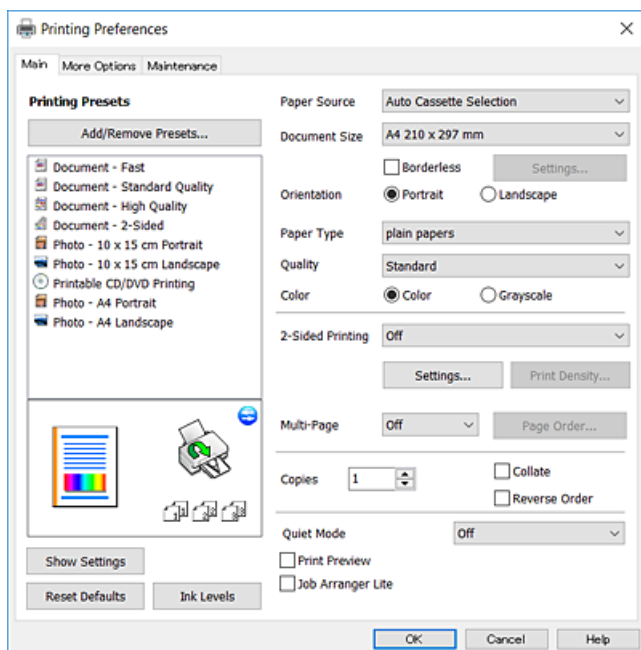 Printing Preferences
Main
More Options
Maintenance
Printing Presets
Add/Remove Presets...
Document - Fast
Document - Standard Quality
Document - High Quality
Document - 2-Sided
Photo - 10 x 15 cm Portrait
Photo - 10 x 15 cm Landscape
Printable CD/DVD Printing
Photo - A4 Portrait
Photo - A4 Landscape
Show Settings
Reset Defaults
Ink Levels
Paper Source Auto Cassette Selection
Document Size A4 210 x 297 mm
Borderless Settings...
Orientation Portrait Landscape
Paper Type plain papers
Quality Standard
Color Color Grayscale
2-Sided Printing Off
Settings... Print Density...
Multi-Page Off Page Order...
Copies 1 Collate
Reverse Order
Quiet Mode Off
Print Preview
Job Arranger Lite
OK Cancel Help